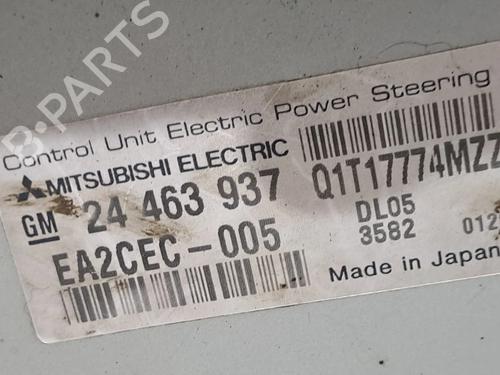 B-PARTS
Control Unit Electric Power Steering
MITSUBISHI ELECTRIC
GM 24 463 937 Q1T17774MZZ
EA2CEC-005 DL05
3582 012
Made in Japan